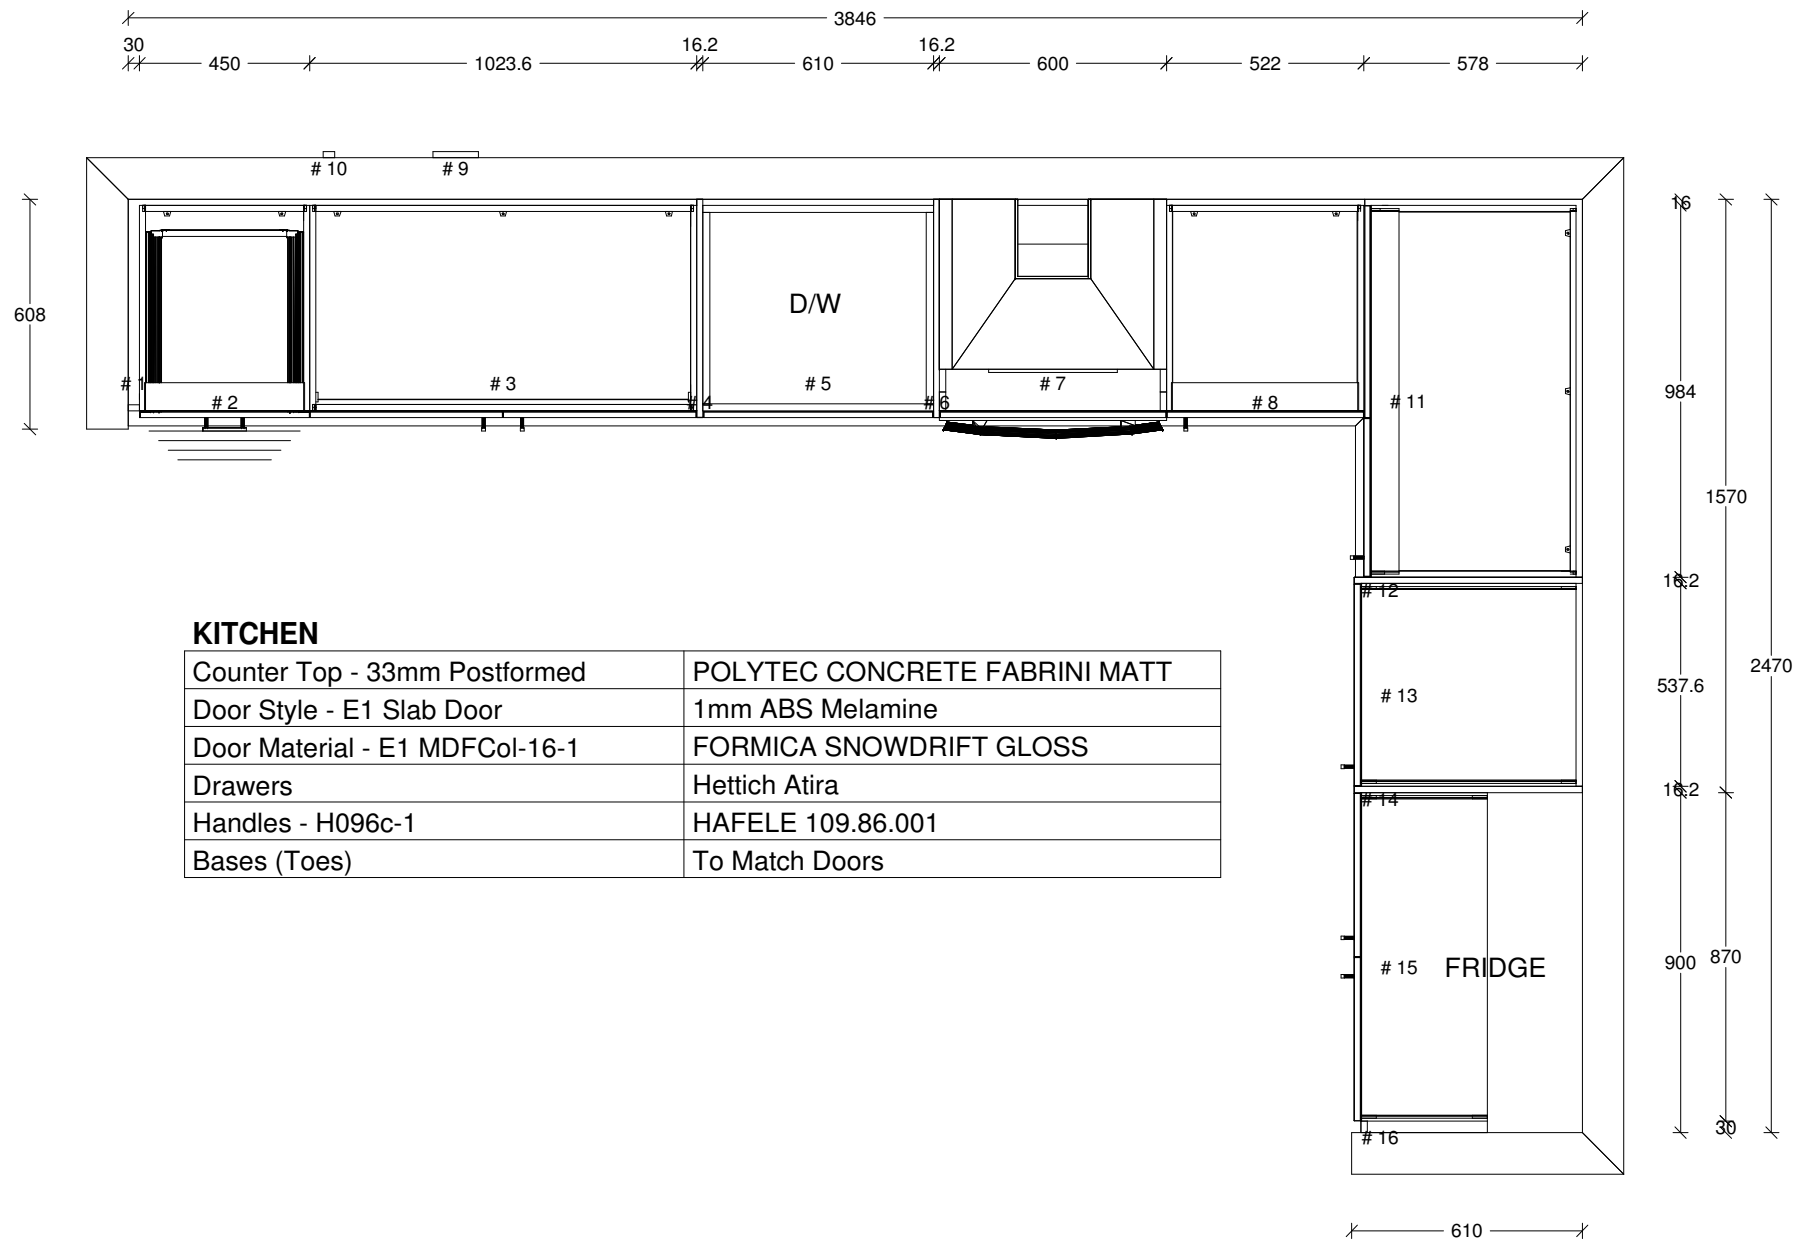 3846
30 16.2 16.2
450 1023.6 610 600 522 578
# 10 # 9
16
608
D/W
# 1 # 3 # 5 # 7
984
# 2 # 4 # 6 # 8 # 11
1570
16.2
# 12
KITCHEN
Counter Top - 33mm Postformed POLYTEC CONCRETE FABRINI MATT
2470
537.6
Door Style - E1 Slab Door 1mm ABS Melamine
# 13
Door Material - E1 MDFCol-16-1 FORMICA SNOWDRIFT GLOSS
Drawers Hettich Atira
16.2
# 14
Handles - H096c-1 HAFELE 109.86.001
Bases (Toes) To Match Doors
900 870
# 15 FRIDGE
30
# 16
610